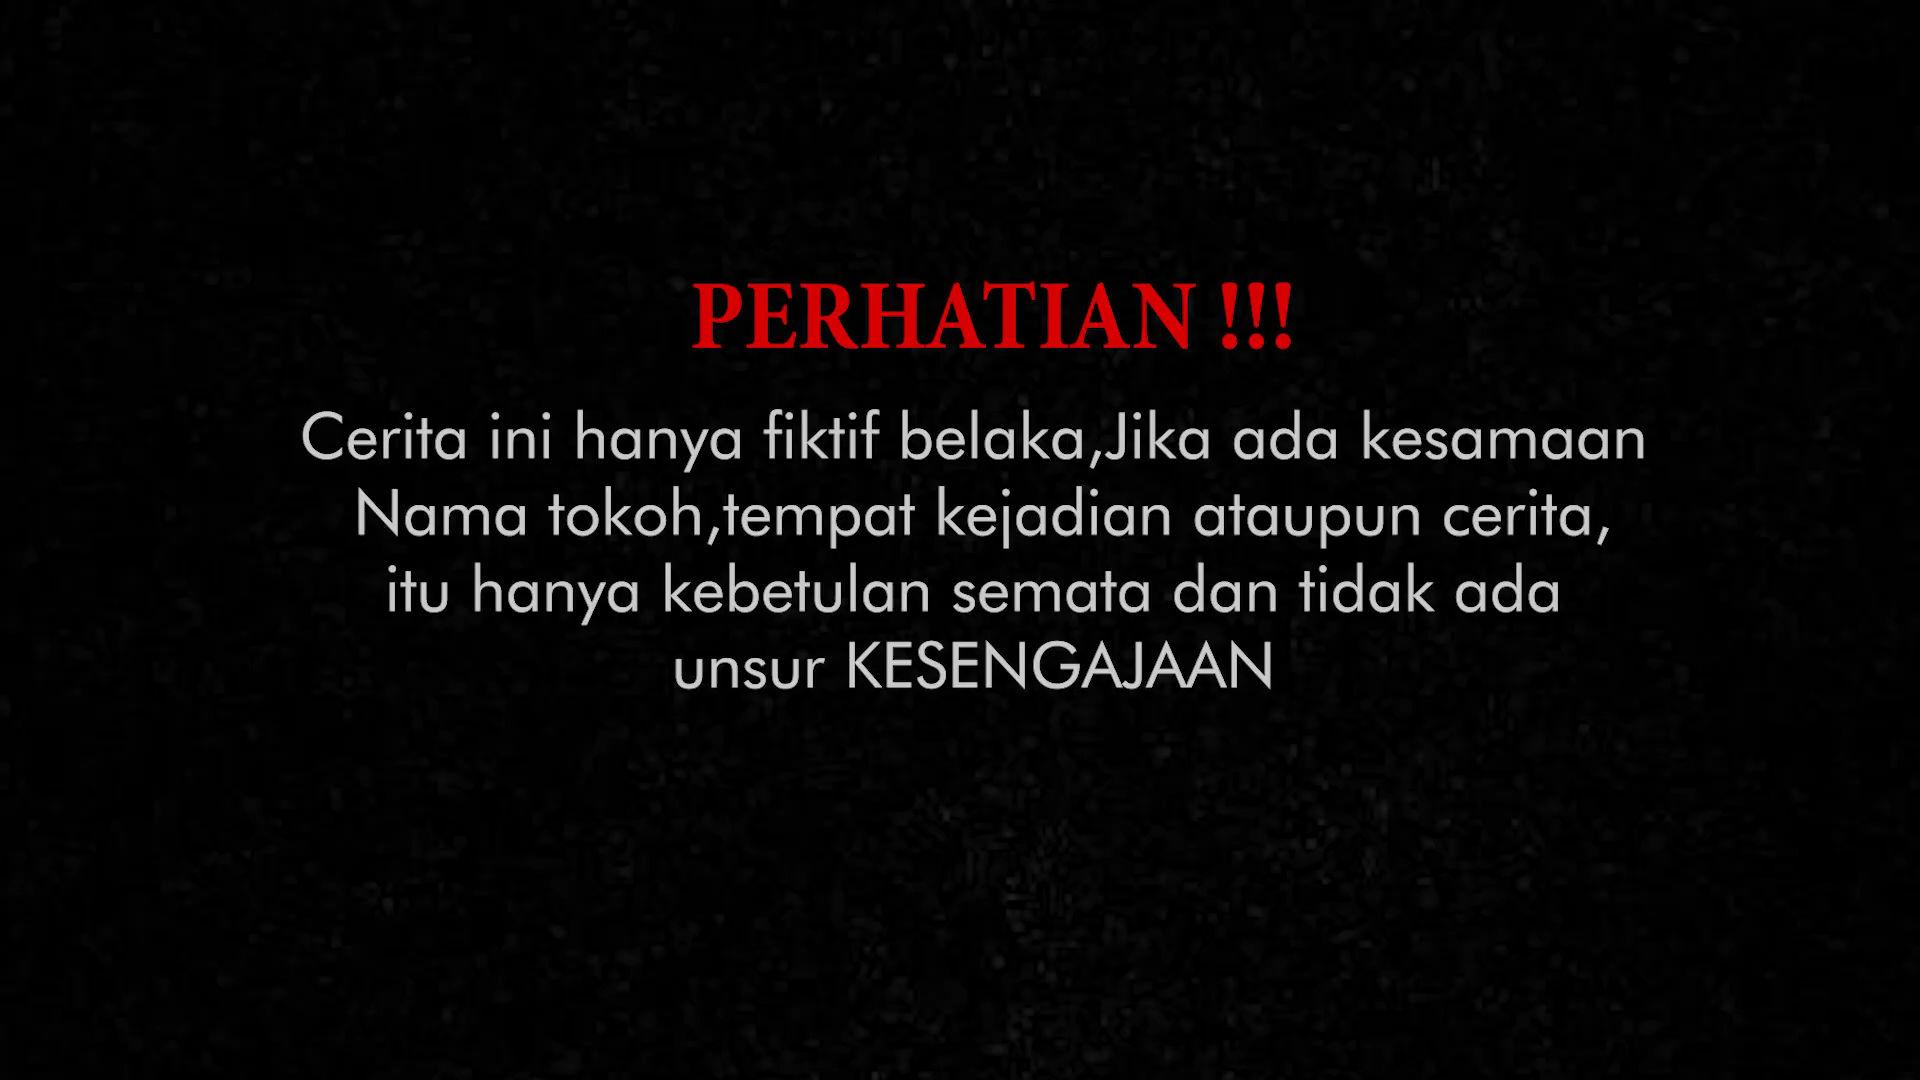 PERHATIAN !!!
Cerita ini hanya fiktif belaka,Jika ada kesamaan
Nama tokoh,tempat kejadian ataupun cerita,
itu hanya kebetulan semata dan tidak ada
unsur KESENGAJAAN